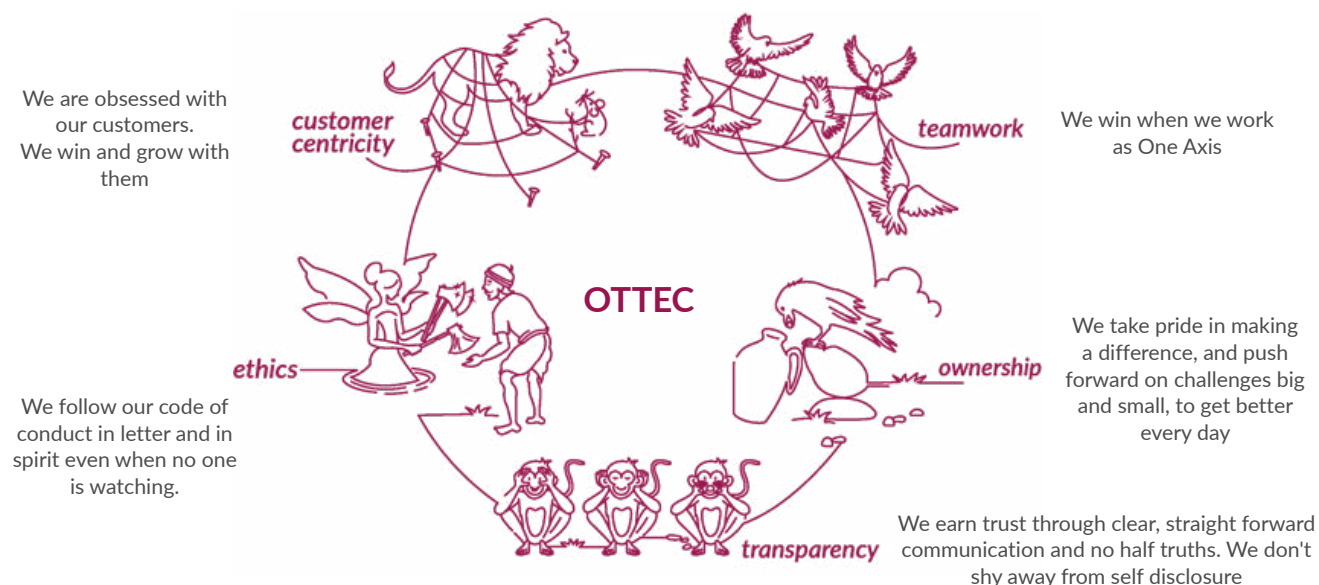 We are obsessed with
our customers.
We win and grow with
them
customer
centricity
teamwork
We win when we work
as One Axis
OTTEC
ethics
We follow our code of
conduct in letter and in
spirit even when no one
is watching.
ownership
We take pride in making
a difference, and push
forward on challenges big
and small, to get better
every day
transparency
We earn trust through clear, straight forward
communication and no half truths. We don't
shy away from self disclosure